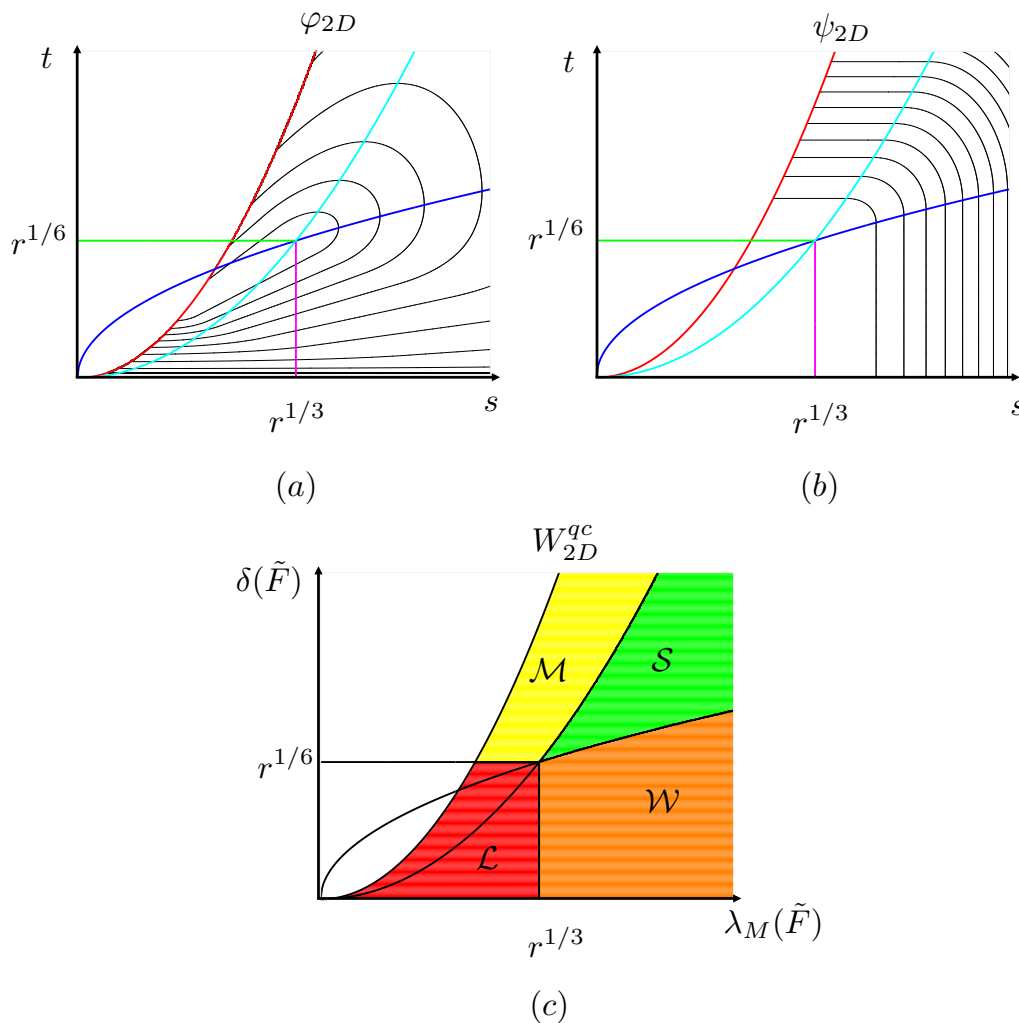 φ_{2D}
ψ_{2D}
t
t
r^{1/6}
r^{1/6}
s
s
r^{1/3}
r^{1/3}
(a)
(b)
W^{qc}_{2D}
δ(F̃)
M
S
r^{1/6}
W
L
λ_M(F̃)
r^{1/3}
(c)